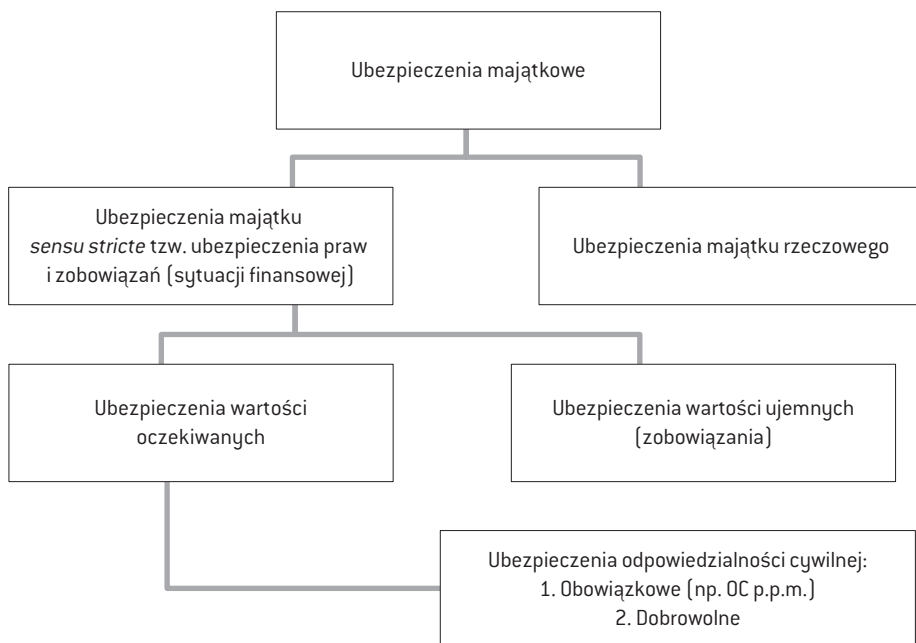 Ubezpieczenia majątkowe
Ubezpieczenia majątku
sensu stricte tzw. ubezpieczenia praw
i zobowiązań (sytuacji finansowej)
Ubezpieczenia majątku rzeczowego
Ubezpieczenia wartości
oczekiwanych
Ubezpieczenia wartości ujemnych
(zobowiązania)
Ubezpieczenia odpowiedzialności cywilnej:
1. Obowiązkowe (np. OC p.p.m.)
2. Dobrowolne